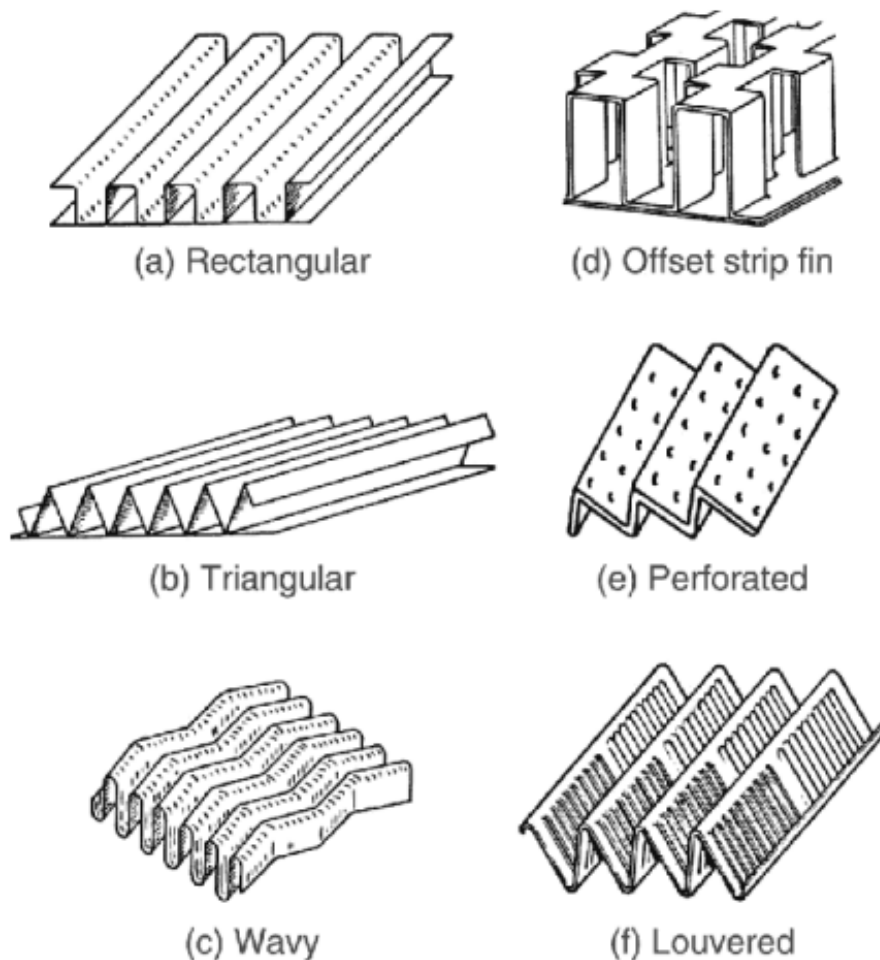 (a) Rectangular
(d) Offset strip fin
(b) Triangular
(e) Perforated
(c) Wavy
(f) Louvered